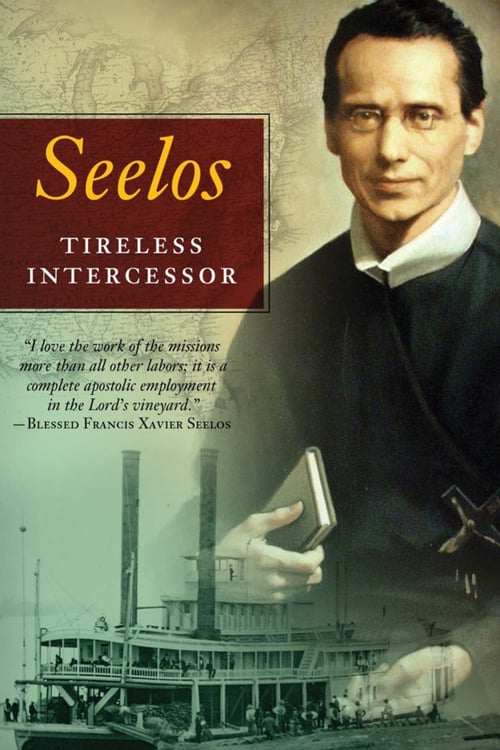 Seelos
TIRELESS
INTERCESSOR
“I love the work of the missions
more than all other labors; it is a
complete apostolic employment
in the Lord’s vineyard.”
—BLESSED FRANCIS XAVIER SEELOS